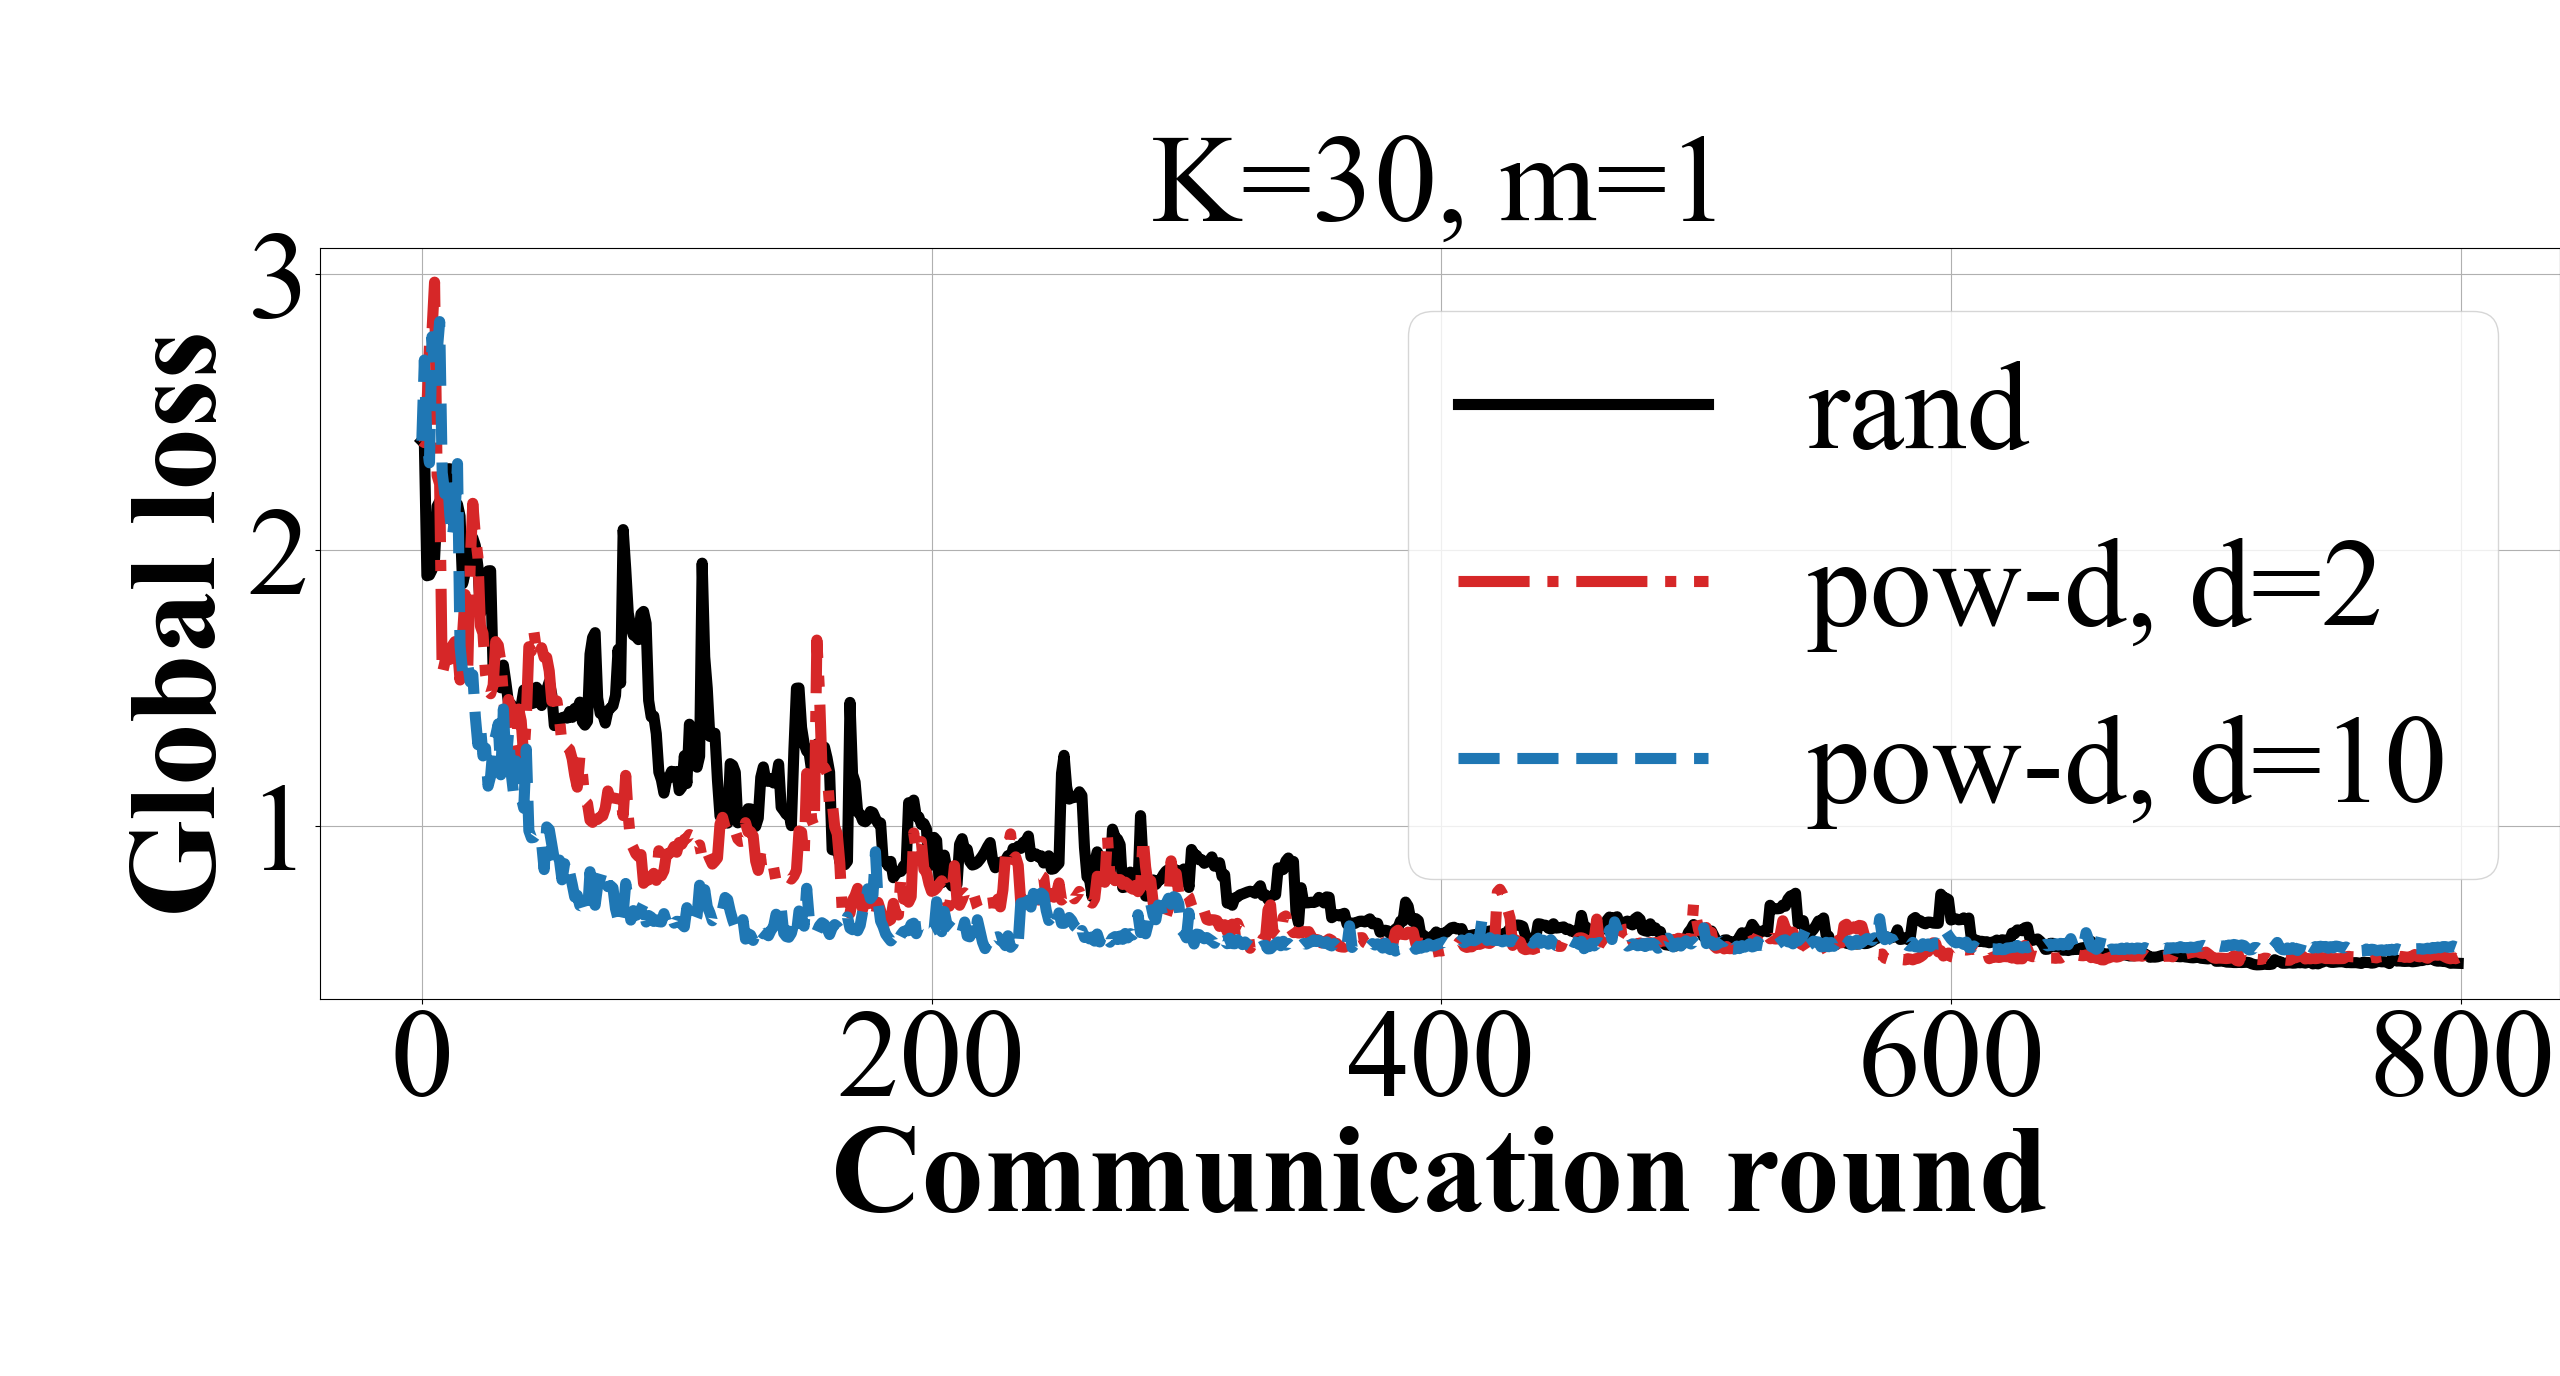 K=30, m=1
3
2
1
Global loss
rand
pow-d, d=2
pow-d, d=10
0 200 400 600 800
Communication round